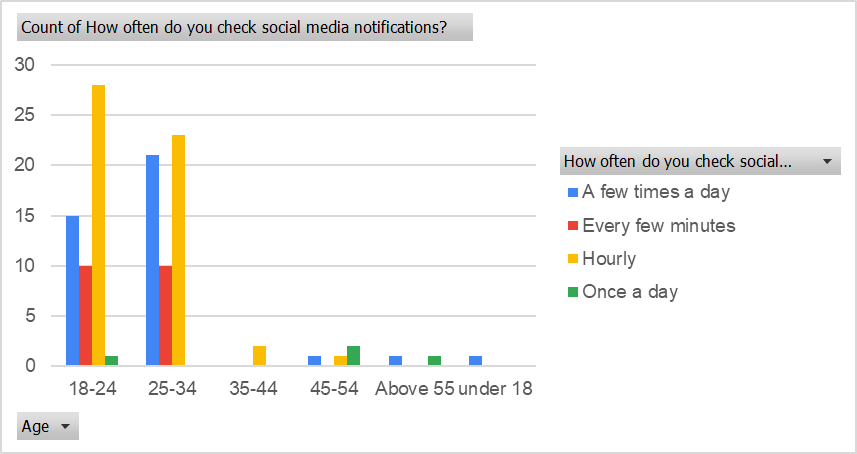 Count of How often do you check social media notifications?
30
25
20
15
10
5
0
18-24 25-34 35-44 45-54 Above 55 under 18
How often do you check social...
A few times a day
Every few minutes
Hourly
Once a day
Age